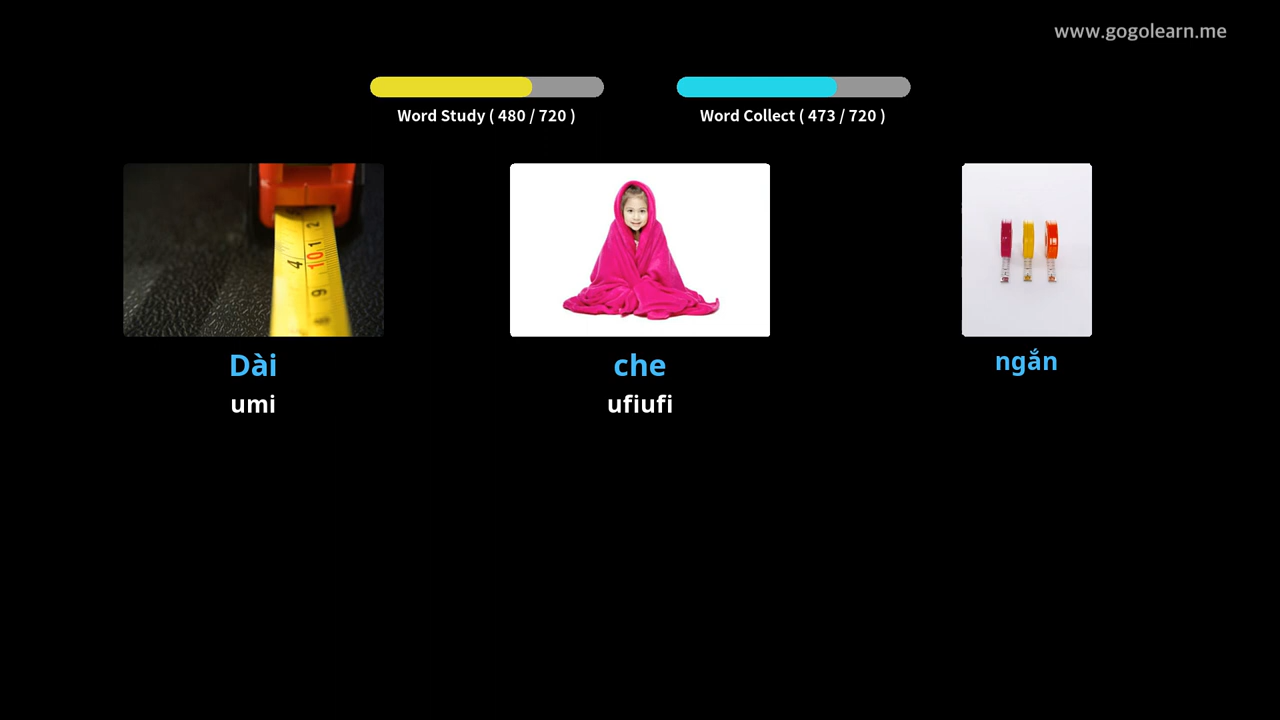 www.gogolearn.me
Word Study ( 480 / 720 )
Word Collect ( 473 / 720 )
Dài
umi
che
ufiufi
ngắn